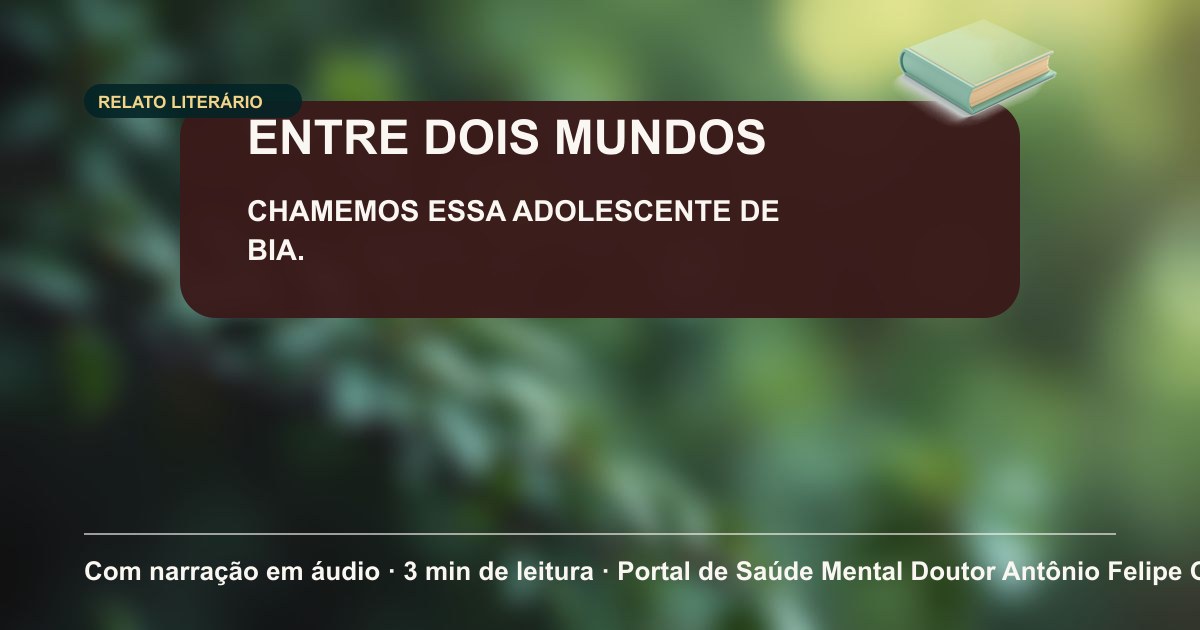 RELATO LITERÁRIO
ENTRE DOIS MUNDOS
CHAMEMOS ESSA ADOLESCENTE DE
BIA.
Com narração em áudio · 3 min de leitura · Portal de Saúde Mental Doutor Antônio Felipe